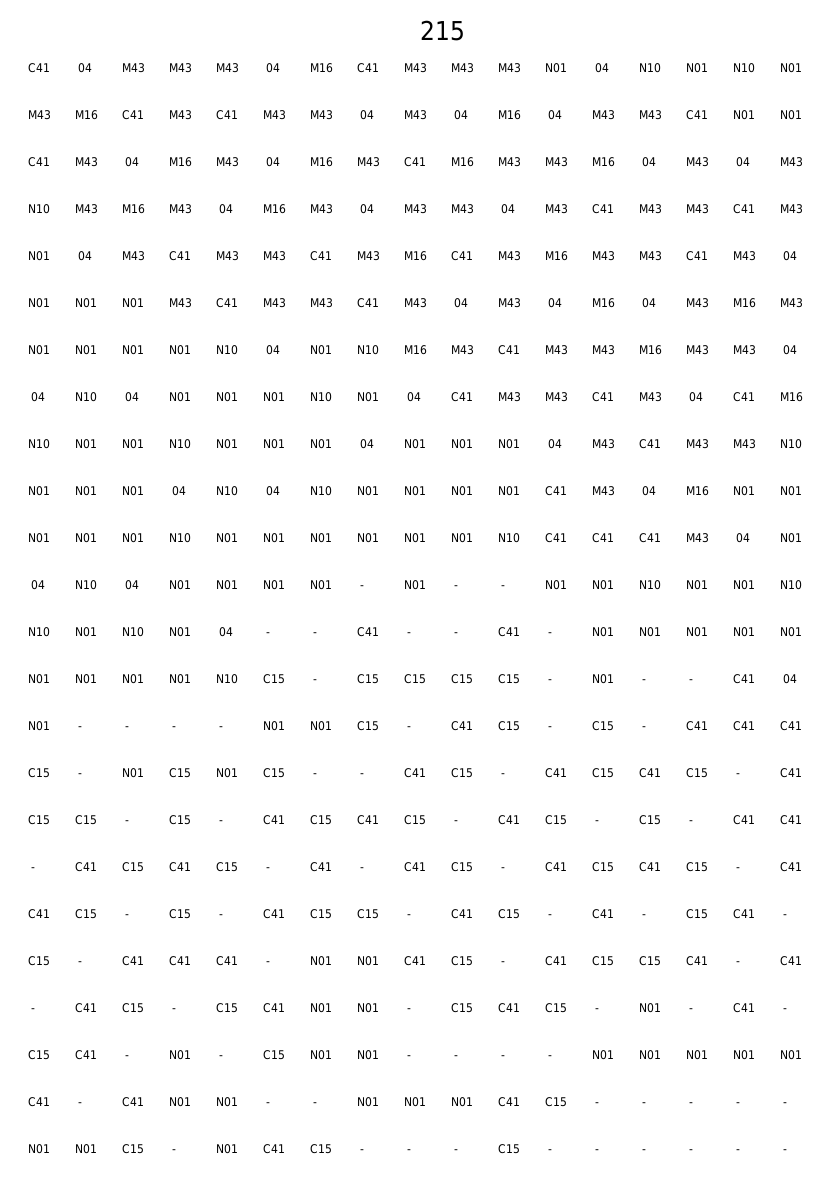 215
C41 04 M43 M43 M43 04 M16 C41 M43 M43 M43 N01 04 N10 N01 N10 N01
M43 M16 C41 M43 C41 M43 M43 04 M43 04 M16 04 M43 M43 C41 N01 N01
C41 M43 04 M16 M43 04 M16 M43 C41 M16 M43 M43 M16 04 M43 04 M43
N10 M43 M16 M43 04 M16 M43 04 M43 M43 04 M43 C41 M43 M43 C41 M43
N01 04 M43 C41 M43 M43 C41 M43 M16 C41 M43 M16 M43 M43 C41 M43 04
N01 N01 N01 M43 C41 M43 M43 C41 M43 04 M43 04 M16 04 M43 M16 M43
N01 N01 N01 N01 N10 04 N01 N10 M16 M43 C41 M43 M43 M16 M43 M43 04
04 N10 04 N01 N01 N01 N10 N01 04 C41 M43 M43 C41 M43 04 C41 M16
N10 N01 N01 N10 N01 N01 N01 04 N01 N01 N01 04 M43 C41 M43 M43 N10
N01 N01 N01 04 N10 04 N10 N01 N01 N01 N01 C41 M43 04 M16 N01 N01
N01 N01 N01 N10 N01 N01 N01 N01 N01 N01 N10 C41 C41 C41 M43 04 N01
04 N10 04 N01 N01 N01 N01 - N01 - - N01 N01 N10 N01 N01 N10
N10 N01 N10 N01 04 - - C41 - - C41 - N01 N01 N01 N01 N01
N01 N01 N01 N01 N10 C15 - C15 C15 C15 C15 - N01 - - C41 04
N01 - - - - N01 N01 C15 - C41 C15 - C15 - C41 C41 C41
C15 - N01 C15 N01 C15 - - C41 C15 - C41 C15 C41 C15 - C41
C15 C15 - C15 - C41 C15 C41 C15 - C41 C15 - C15 - C41 C41
- C41 C15 C41 C15 - C41 - C41 C15 - C41 C15 C41 C15 - C41
C41 C15 - C15 - C41 C15 C15 - C41 C15 - C41 - C15 C41 -
C15 - C41 C41 C41 - N01 N01 C41 C15 - C41 C15 C15 C41 - C41
- C41 C15 - C15 C41 N01 N01 - C15 C41 C15 - N01 - C41 -
C15 C41 - N01 - C15 N01 N01 - - - - N01 N01 N01 N01 N01
C41 - C41 N01 N01 - - N01 N01 N01 C41 C15 - - - - -
N01 N01 C15 - N01 C41 C15 - - - C15 - - - - - -